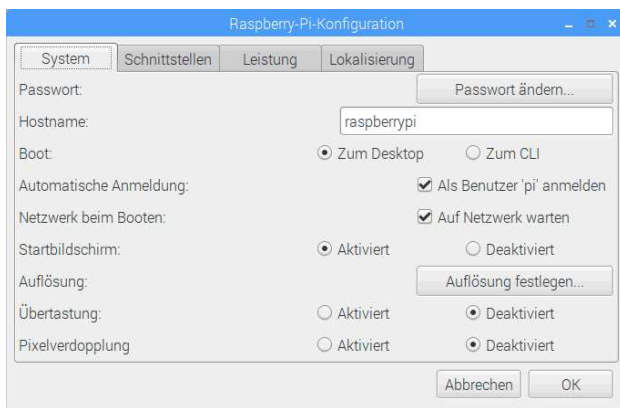 Raspberry-Pi-Konfiguration
System Schnittstellen Leistung Lokalisierung
Passwort: Passwort ändern...
Hostname: raspberrypi
Boot: Zum Desktop Zum CLI
Automatische Anmeldung: Als Benutzer 'pi' anmelden
Netzwerk beim Booten: Auf Netzwerk warten
Startbildschirm: Aktiviert Deaktiviert
Auflösung: Auflösung festlegen...
Übertastung: Aktiviert Deaktiviert
Pixelverdopplung Aktiviert Deaktiviert
Abbrechen OK